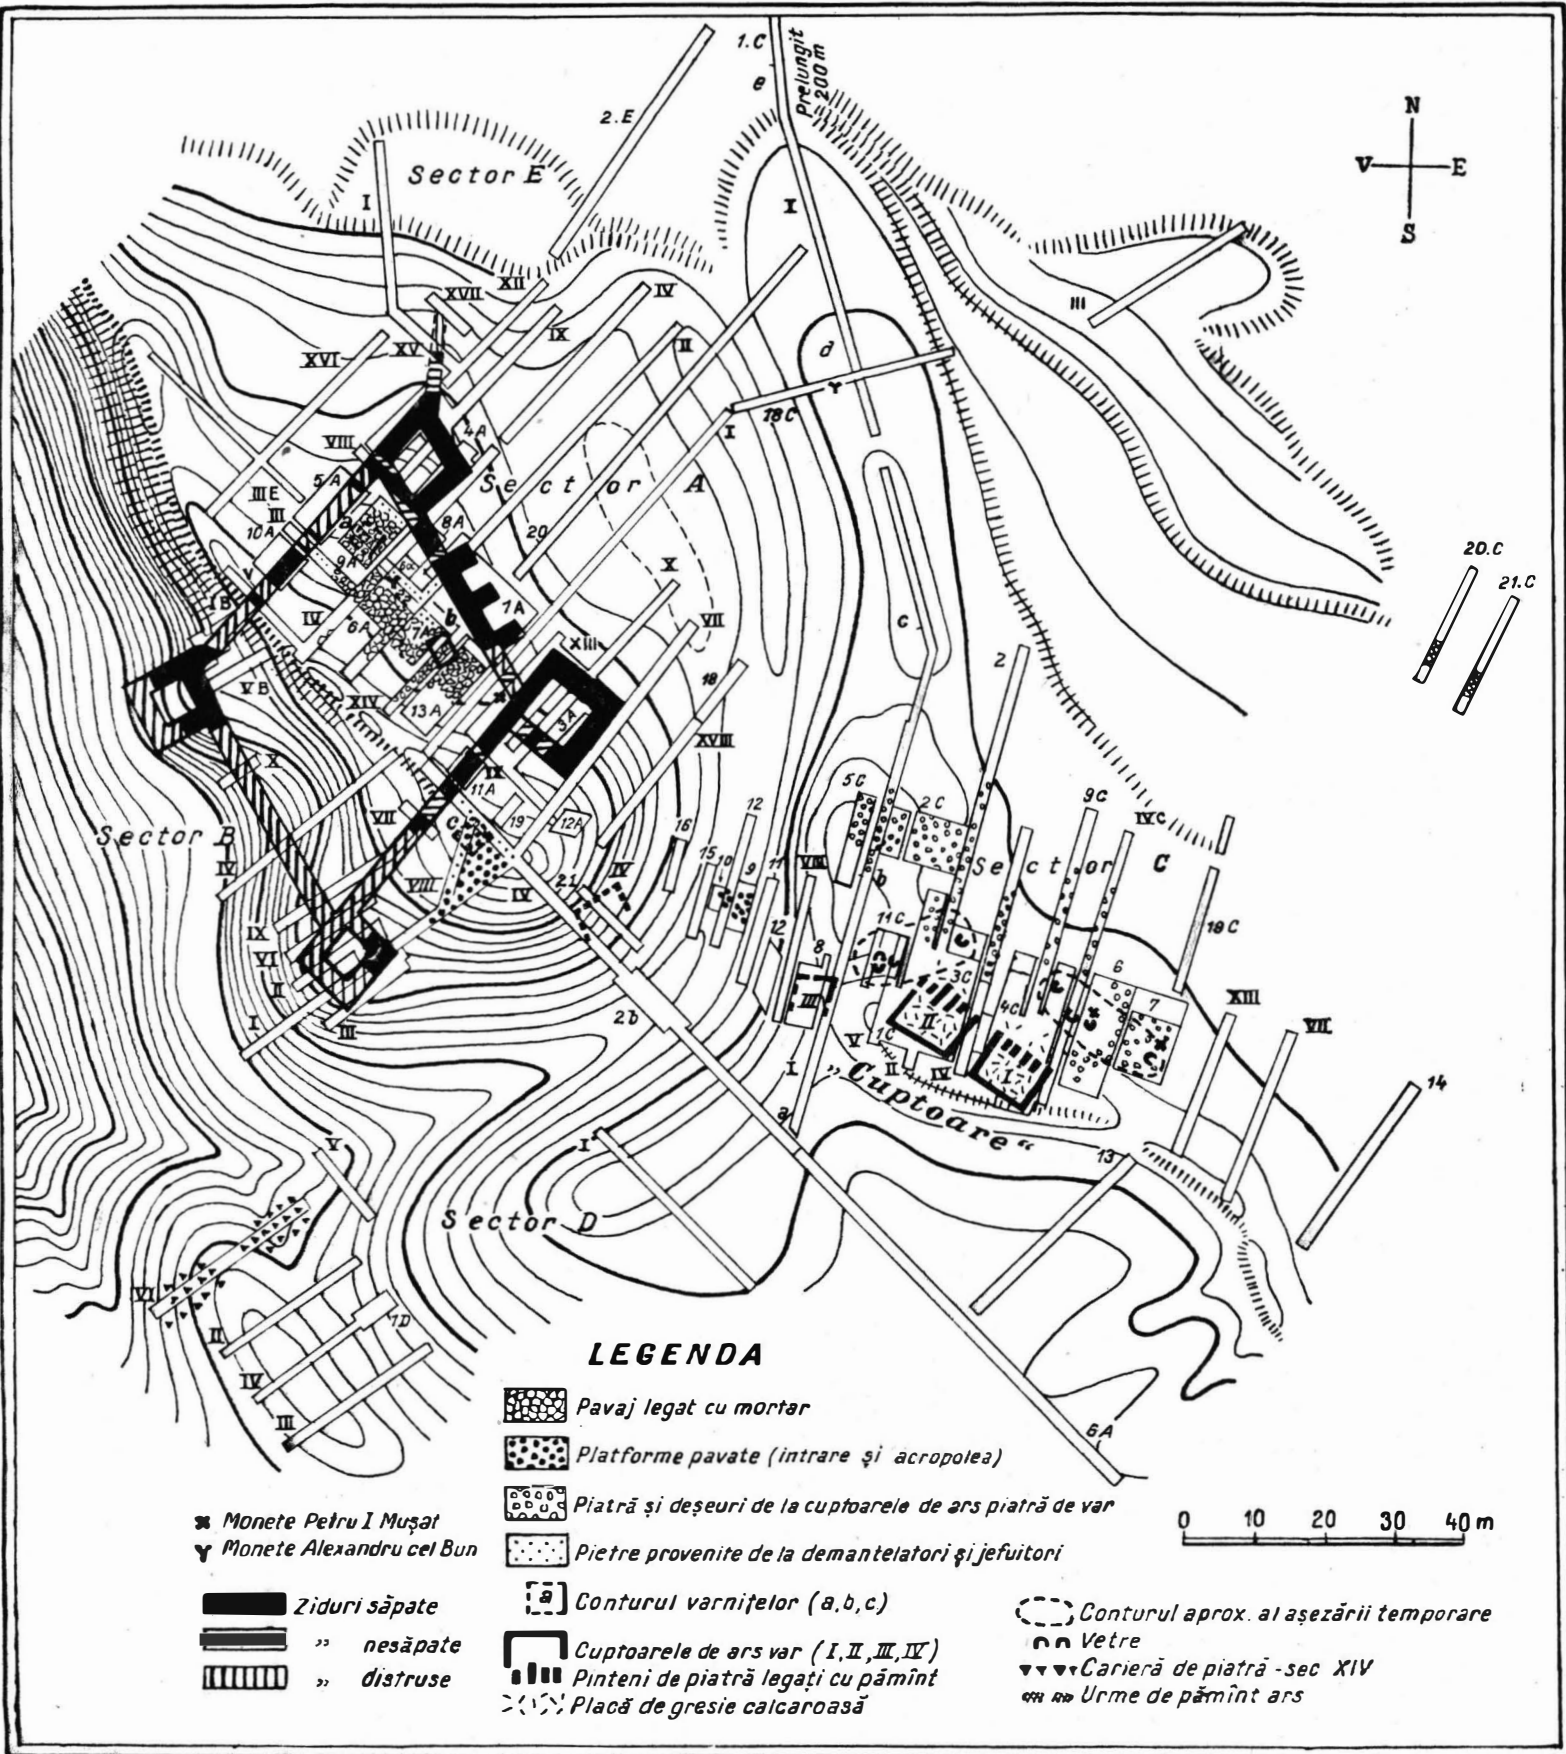 1.C
e
Prelungit
200 m
N
V E
S
2.E
Sector E
I
I
XII
XVII
IV
IX
III
XV
XVI
II
d
18C
I
VIII
4A
5A
Sector A
III E
III
10A
a
8A
9A
20
6a
V
I B
IV
6A
7A
b
1A
X
c
20.C
21.C
XIII
VII
2
V B
XIV
13A
3A
18
XVIII
X
IX
11A
5C
2C
9C
IV C
Sector B
VII
c
19
12A
12
16
Sector C
IV
VIII
IV
21
IV
15
10
9
11
VIII
b
11C
19C
IX
VI
II
12
8
III
3C
II
4C
6
7
XIII
VII
I
III
2b
V
1C
II
IV
I
I
14
„Cuptoare“
a
13
V
I
Sector D
VI
1D
II
IV
III
6A
LEGENDA
Pavaj legat cu mortar
Platforme pavate (intrare și acropolea)
Piatră și deșeuri de la cuptoarele de ars piatră de var
Pietre provenite de la demantelatori și jefuitori
[a] Conturul varnițelor (a,b,c)
Cuptoarele de ars var (I,II,III,IV)
Pinteni de piatră legați cu pămînt
Placă de gresie calcaroasă
Monete Petru I Mușat
Monete Alexandru cel Bun
Ziduri săpate
„ nesăpate
„ distruse
0 10 20 30 40 m
Conturul aprox. al așezării temporare
Vetre
Carieră de piatră - sec XIV
Urme de pămînt ars